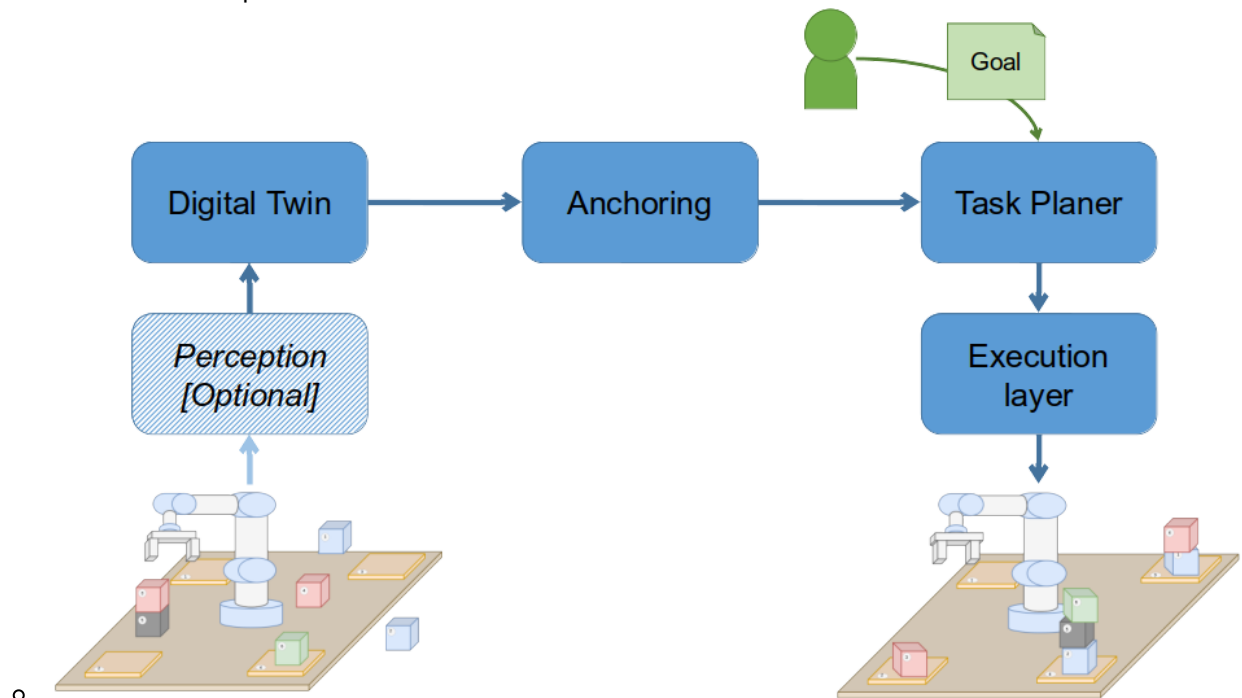 Goal
Digital Twin
Anchoring
Task Planer
Perception
[Optional]
Execution
layer